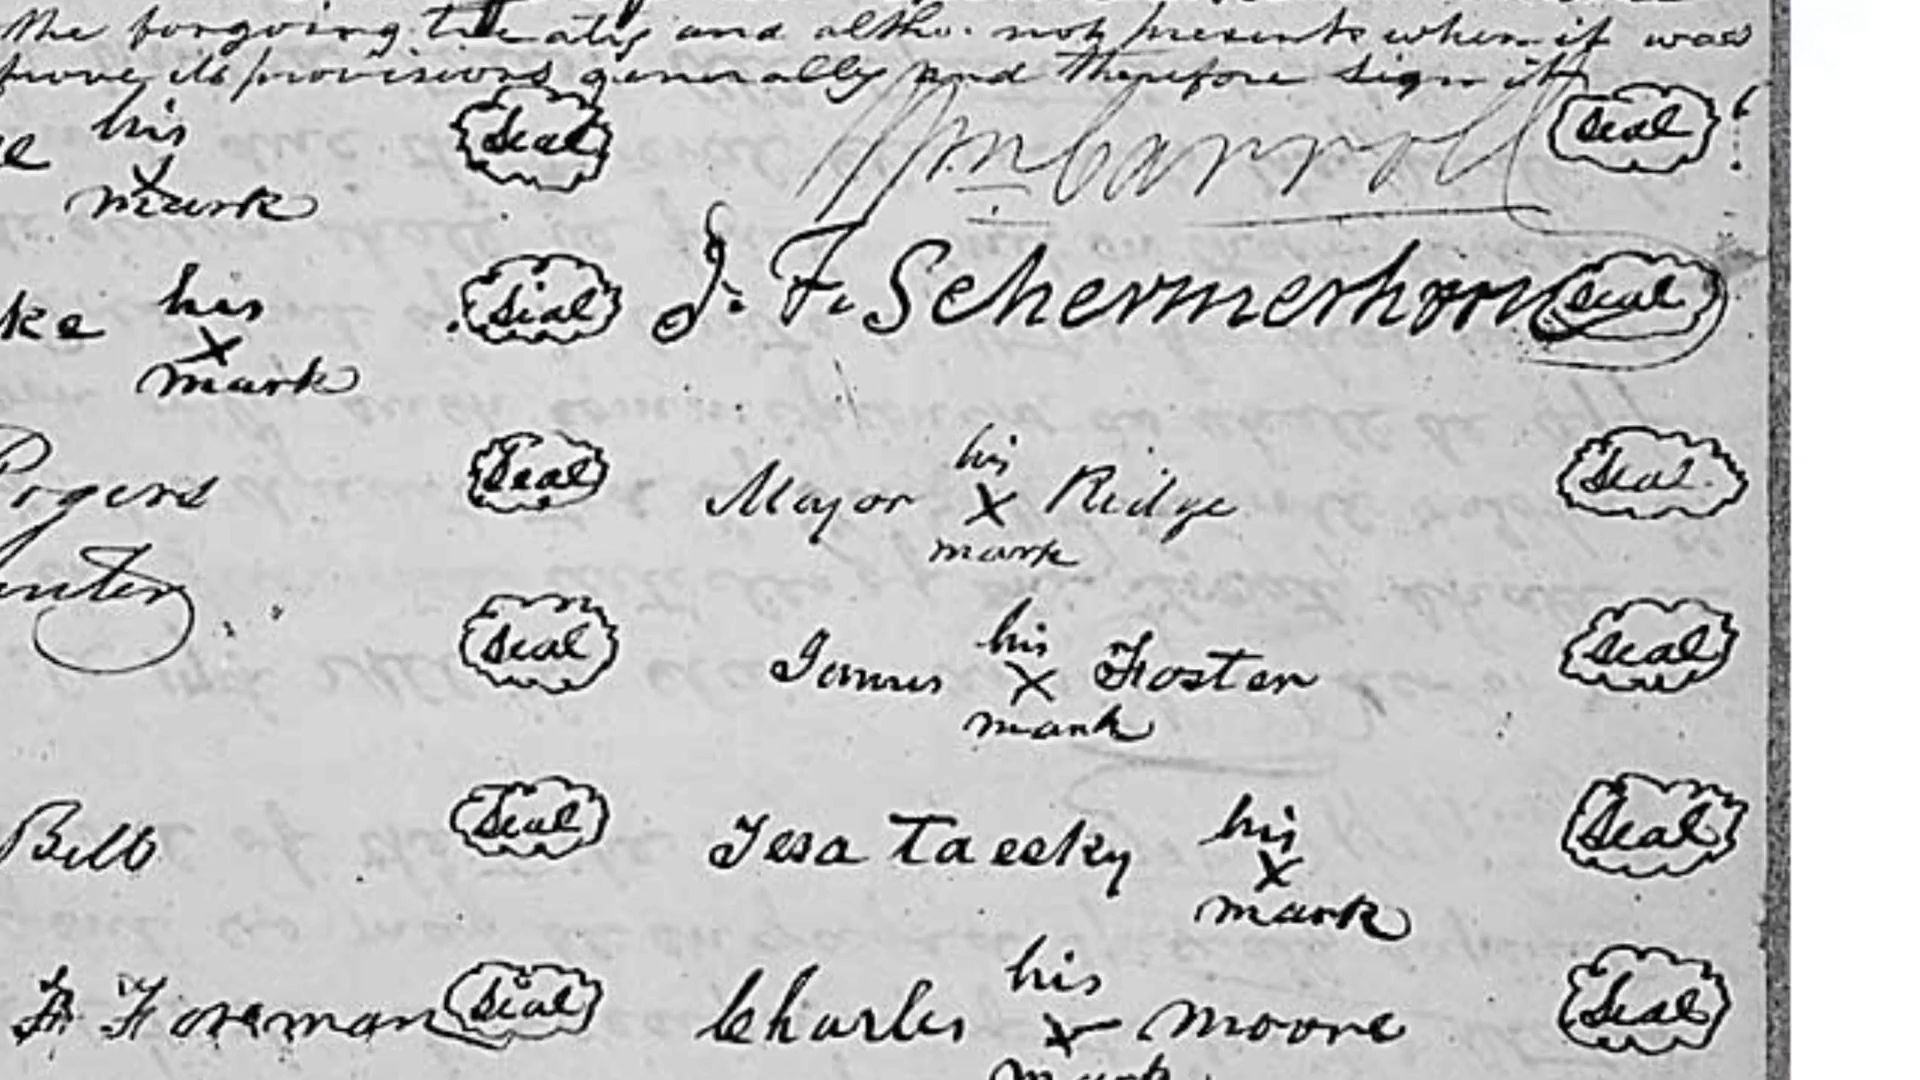 the forgoing treaty and altho. not present when it was
prove its provisions generally and therefore sign it
his
x
mark
Seal
Wm Carroll
Seal
ke his
x
mark
Seal
J. F. Schermerhorn
Seal
Rogers
Seal
Major his
x
mark Ridge
Seal
Seal
James his
x
mark Foster
Seal
Bell
Seal
Tesa Taesky his
x
mark
Seal
Foreman
Seal
Charles his
x
mark Moore
Seal